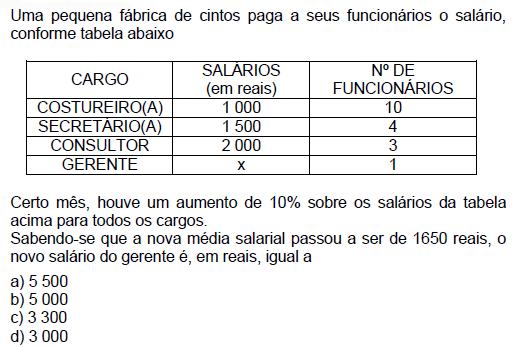 Uma pequena fábrica de cintos paga a seus funcionários o salário,
conforme tabela abaixo
CARGO SALÁRIOS (em reais) Nº DE FUNCIONÁRIOS
COSTUREIRO(A) 1 000 10
SECRETÁRIO(A) 1 500 4
CONSULTOR 2 000 3
GERENTE x 1
Certo mês, houve um aumento de 10% sobre os salários da tabela
acima para todos os cargos.
Sabendo-se que a nova média salarial passou a ser de 1650 reais, o
novo salário do gerente é, em reais, igual a
a) 5 500
b) 5 000
c) 3 300
d) 3 000